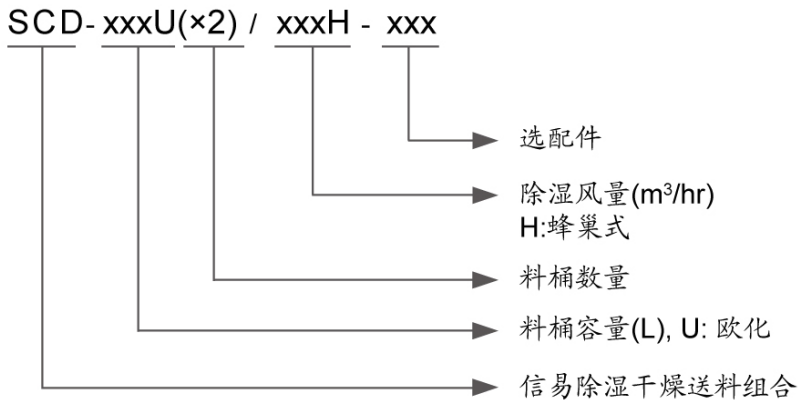 SCD-xxxU(×2) / xxxH - xxx
选配件
除湿风量(m³/hr)
H:蜂巢式
料桶数量
料桶容量(L), U: 欧化
信易除湿干燥送料组合